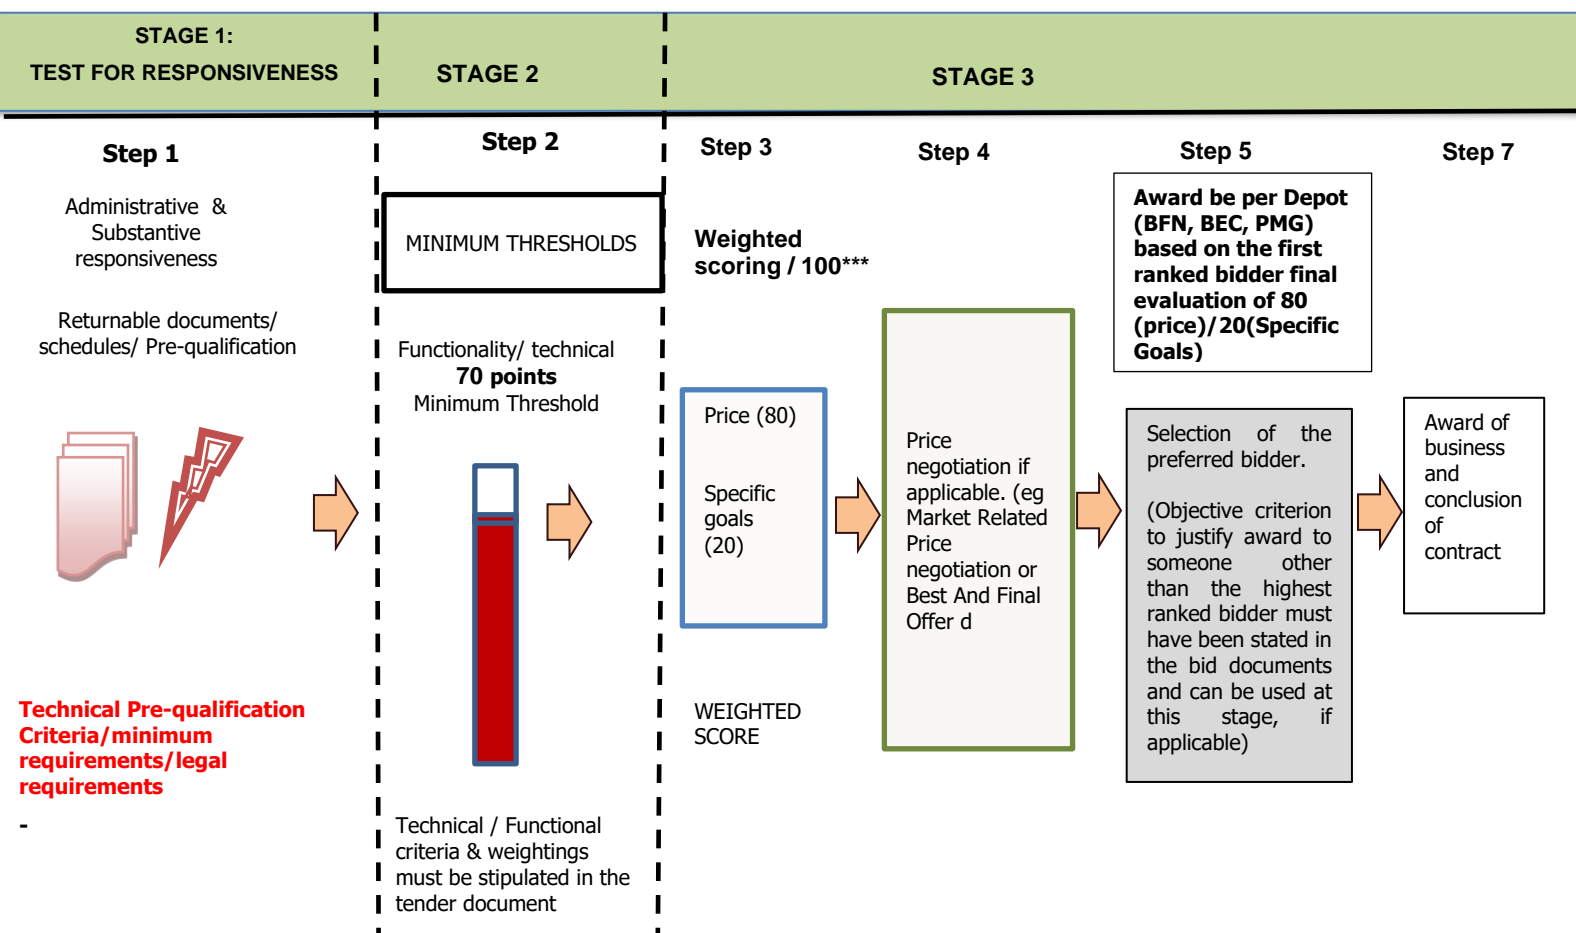 STAGE 1:
TEST FOR RESPONSIVENESS
STAGE 2
STAGE 3
Step 1
Administrative &
Substantive
responsiveness
Returnable documents/
schedules/ Pre-qualification
Technical Pre-qualification
Criteria/minimum
requirements/legal
requirements
-
Step 2
MINIMUM THRESHOLDS
Functionality/ technical
70 points
Minimum Threshold
Technical / Functional
criteria & weightings
must be stipulated in the
tender document
Step 3
Weighted
scoring / 100***
Price (80)
Specific
goals
(20)
WEIGHTED
SCORE
Step 4
Price
negotiation if
applicable. (eg
Market Related
Price
negotiation or
Best And Final
Offer d
Step 5
Award be per Depot
(BFN, BEC, PMG)
based on the first
ranked bidder final
evaluation of 80
(price)/20(Specific
Goals)
Selection of the
preferred bidder.
(Objective criterion
to justify award to
someone other
than the highest
ranked bidder must
have been stated in
the bid documents
and can be used at
this stage, if
applicable)
Step 7
Award of
business
and
conclusion
of
contract